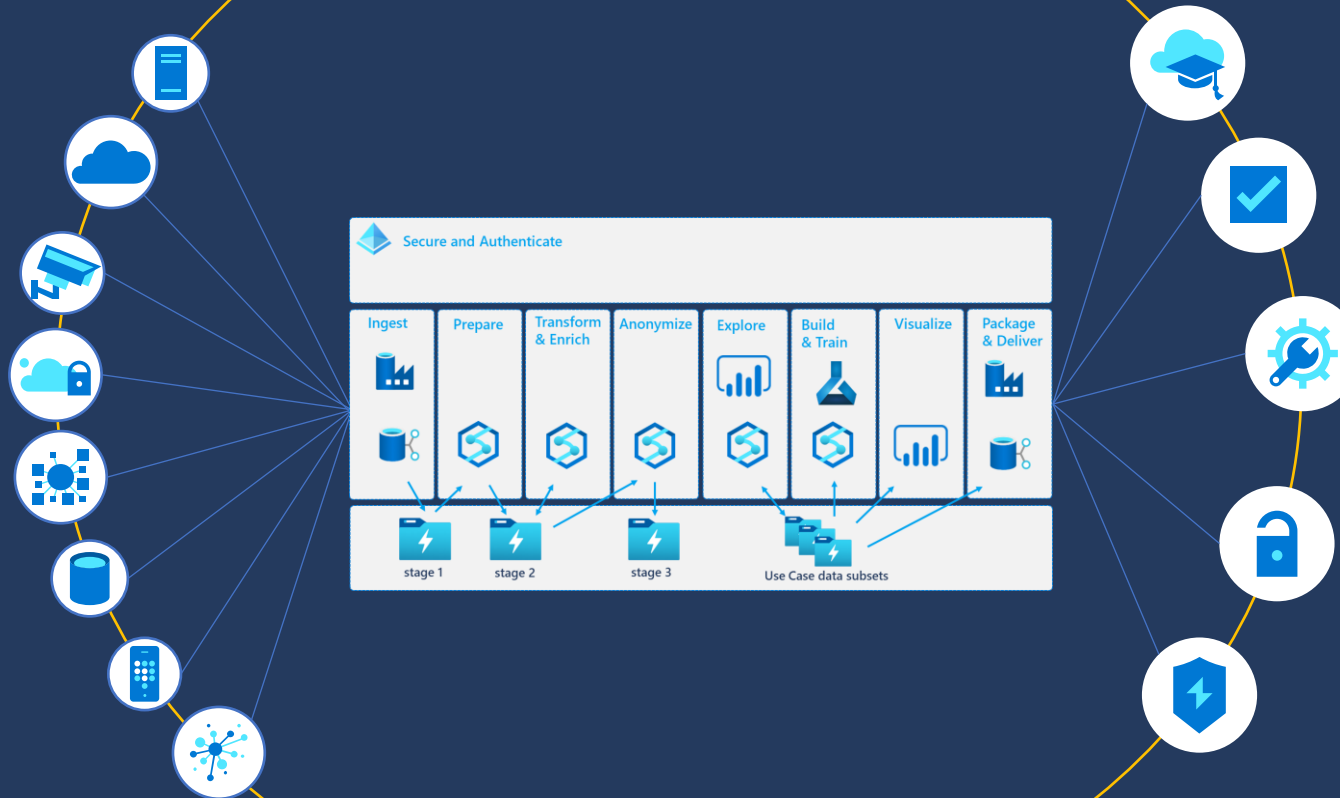 Secure and Authenticate
Ingest
Prepare
Transform
& Enrich
Anonymize
Explore
Build
& Train
Visualize
Package
& Deliver
stage 1
stage 2
stage 3
Use Case data subsets